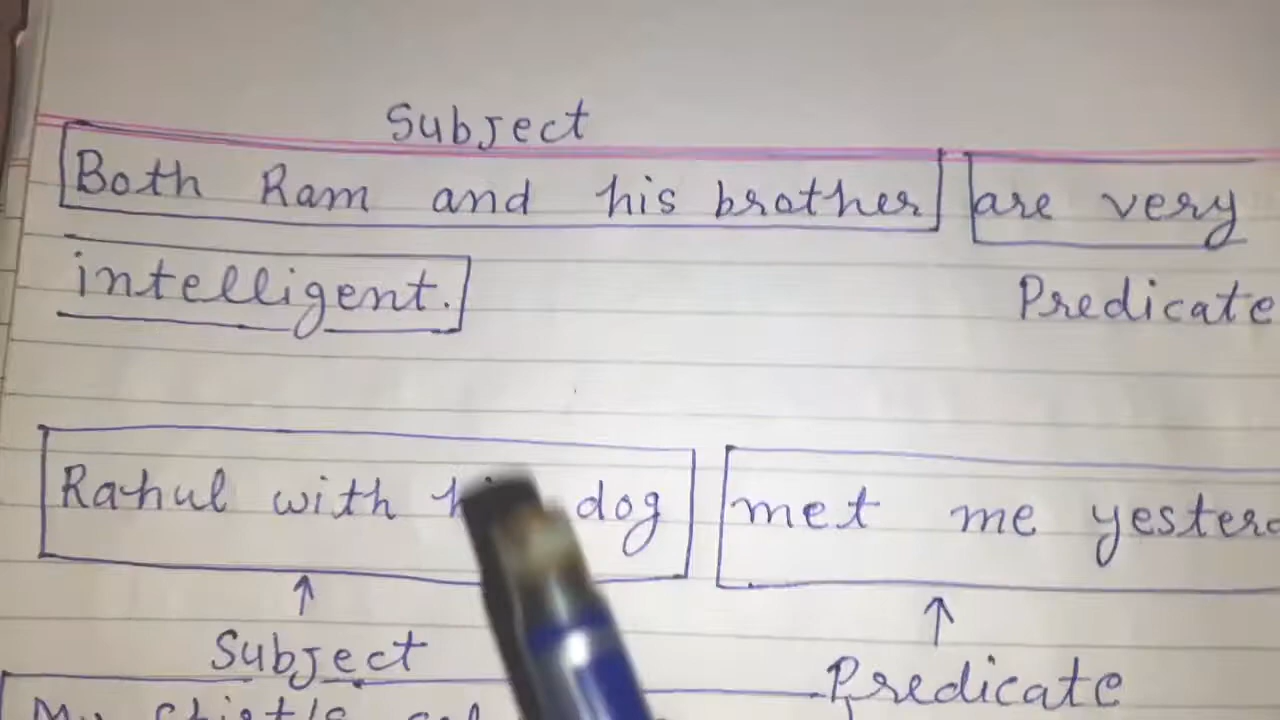 Subject
Both Ram and his brother are very
intelligent.
Predicate
Rahul with dog met me
Subject
Predicate